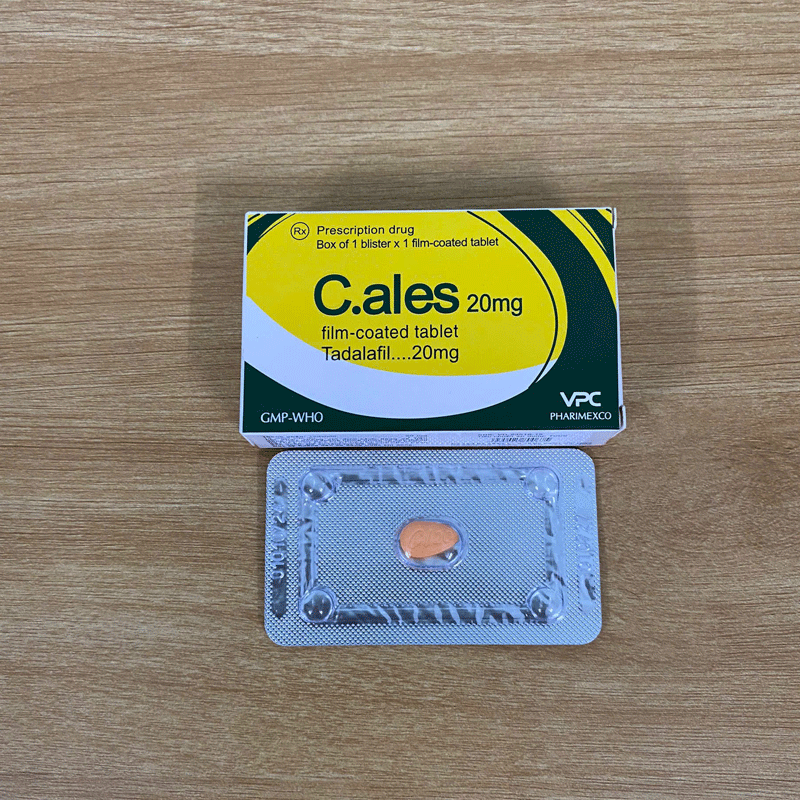 Rx Prescription drug
Box of 1 blister x 1 film-coated tablet
C.ales 20mg
film-coated tablet
Tadalafil....20mg
VPC
GMP-WHO PHARIMEXCO